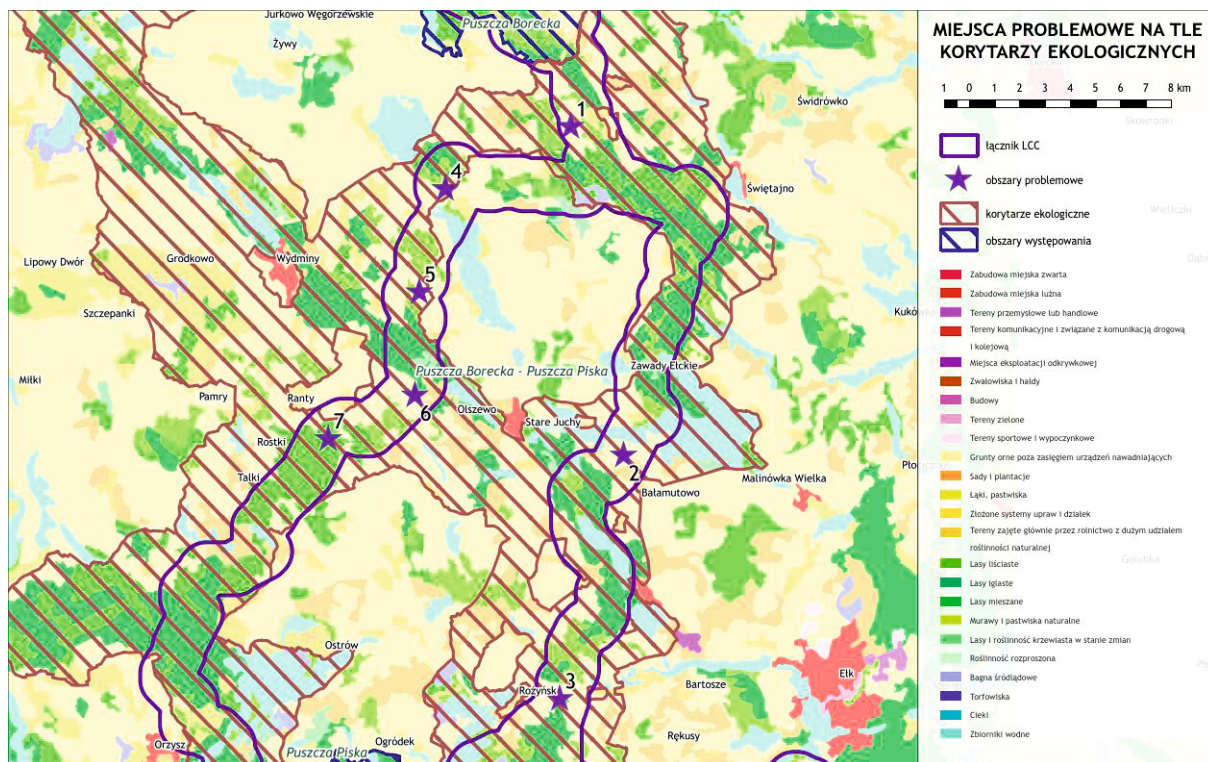 Jurkowo Węgorzewskie
Puszcza Borecka
Żywy
1
Świdrówko
4
Świętajno
Lipowy Dwór
Grodkowo
Wydminy
5
Szczepanki
Puszcza Borecka - Puszcza Piska
Zawady Ełckie
Miłki
Pamry
Ranty
6
Olszewo
Stare Juchy
7
Rostki
2
Talki
Malinówka Wielka
Bałamutowo
Ostrów
3
Rożyńsk
Bartosze
Ełk
Orzysz
Ogródek
Rękusy
Puszcza Piska
MIEJSCA PROBLEMOWE NA TLE
KORYTARZY EKOLOGICZNYCH
1 0 1 2 3 4 5 6 7 8 km
Skowronki
łącznik LCC
obszary problemowe
korytarze ekologiczne
Wieliczki
obszary występowania
Zabudowa miejska zwarta
Zabudowa miejska luźna
Tereny przemysłowe lub handlowe
Tereny komunikacyjne i związane z komunikacją drogową
i kolejową
Miejsca eksploatacji odkrywkowej
Zwałowiska i hałdy
Budowy
Tereny zielone
Tereny sportowe i wypoczynkowe
Grunty orne poza zasięgiem urządzeń nawadniających
Sady i plantacje
Łąki, pastwiska
Złożone systemy upraw i działek
Tereny zajęte głównie przez rolnictwo z dużym udziałem
roślinności naturalnej
Lasy liściaste
Lasy iglaste
Lasy mieszane
Murawy i pastwiska naturalne
Lasy i roślinność krzewiasta w stanie zmian
Roślinność rozproszona
Bagna śródlądowe
Torfowiska
Cieki
Zbiorniki wodne